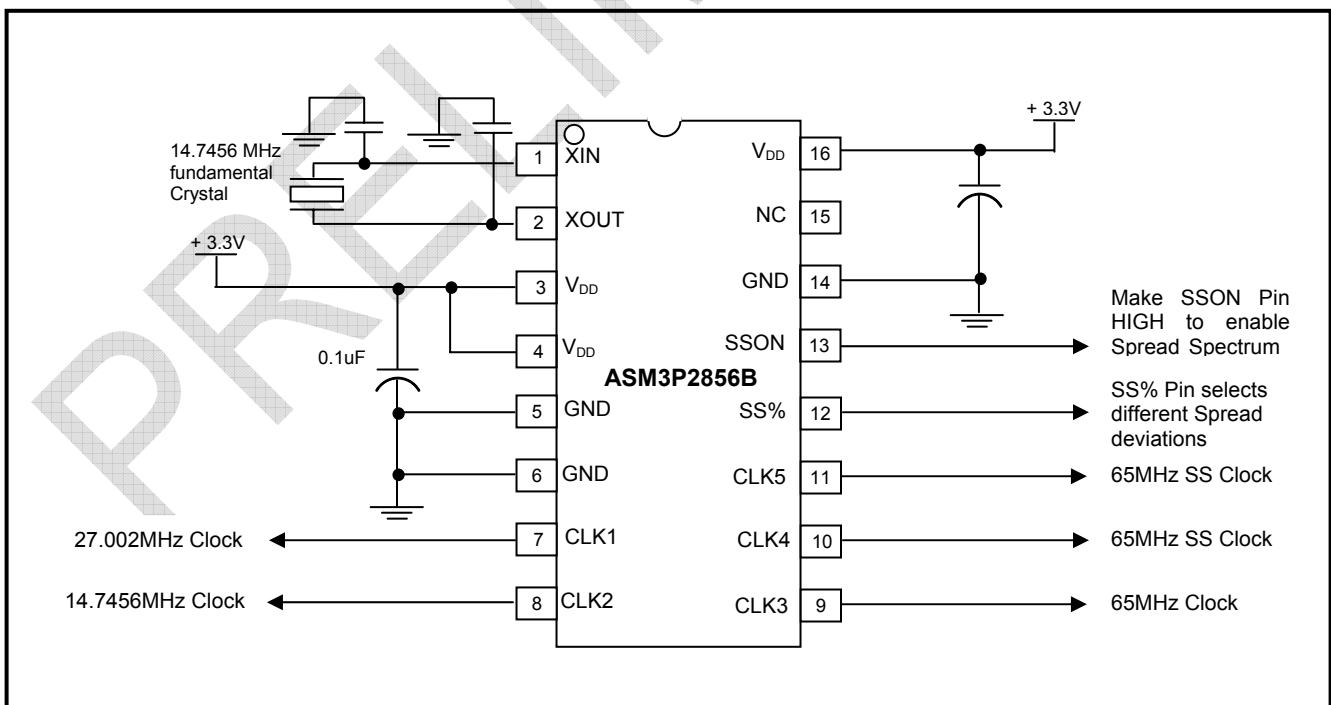 PRELIM
+ 3.3V
14.7456 MHz
fundamental
Crystal
1 XIN
2 XOUT
+ 3.3V
3 VDD
4 VDD
0.1uF
5 GND
6 GND
27.002MHz Clock
7 CLK1
14.7456MHz Clock
8 CLK2
ASM3P2856B
VDD 16
NC 15
GND 14
SSON 13
Make SSON Pin
HIGH to enable
Spread Spectrum
SS% 12
SS% Pin selects
different Spread
deviations
CLK5 11
65MHz SS Clock
CLK4 10
65MHz SS Clock
CLK3 9
65MHz Clock